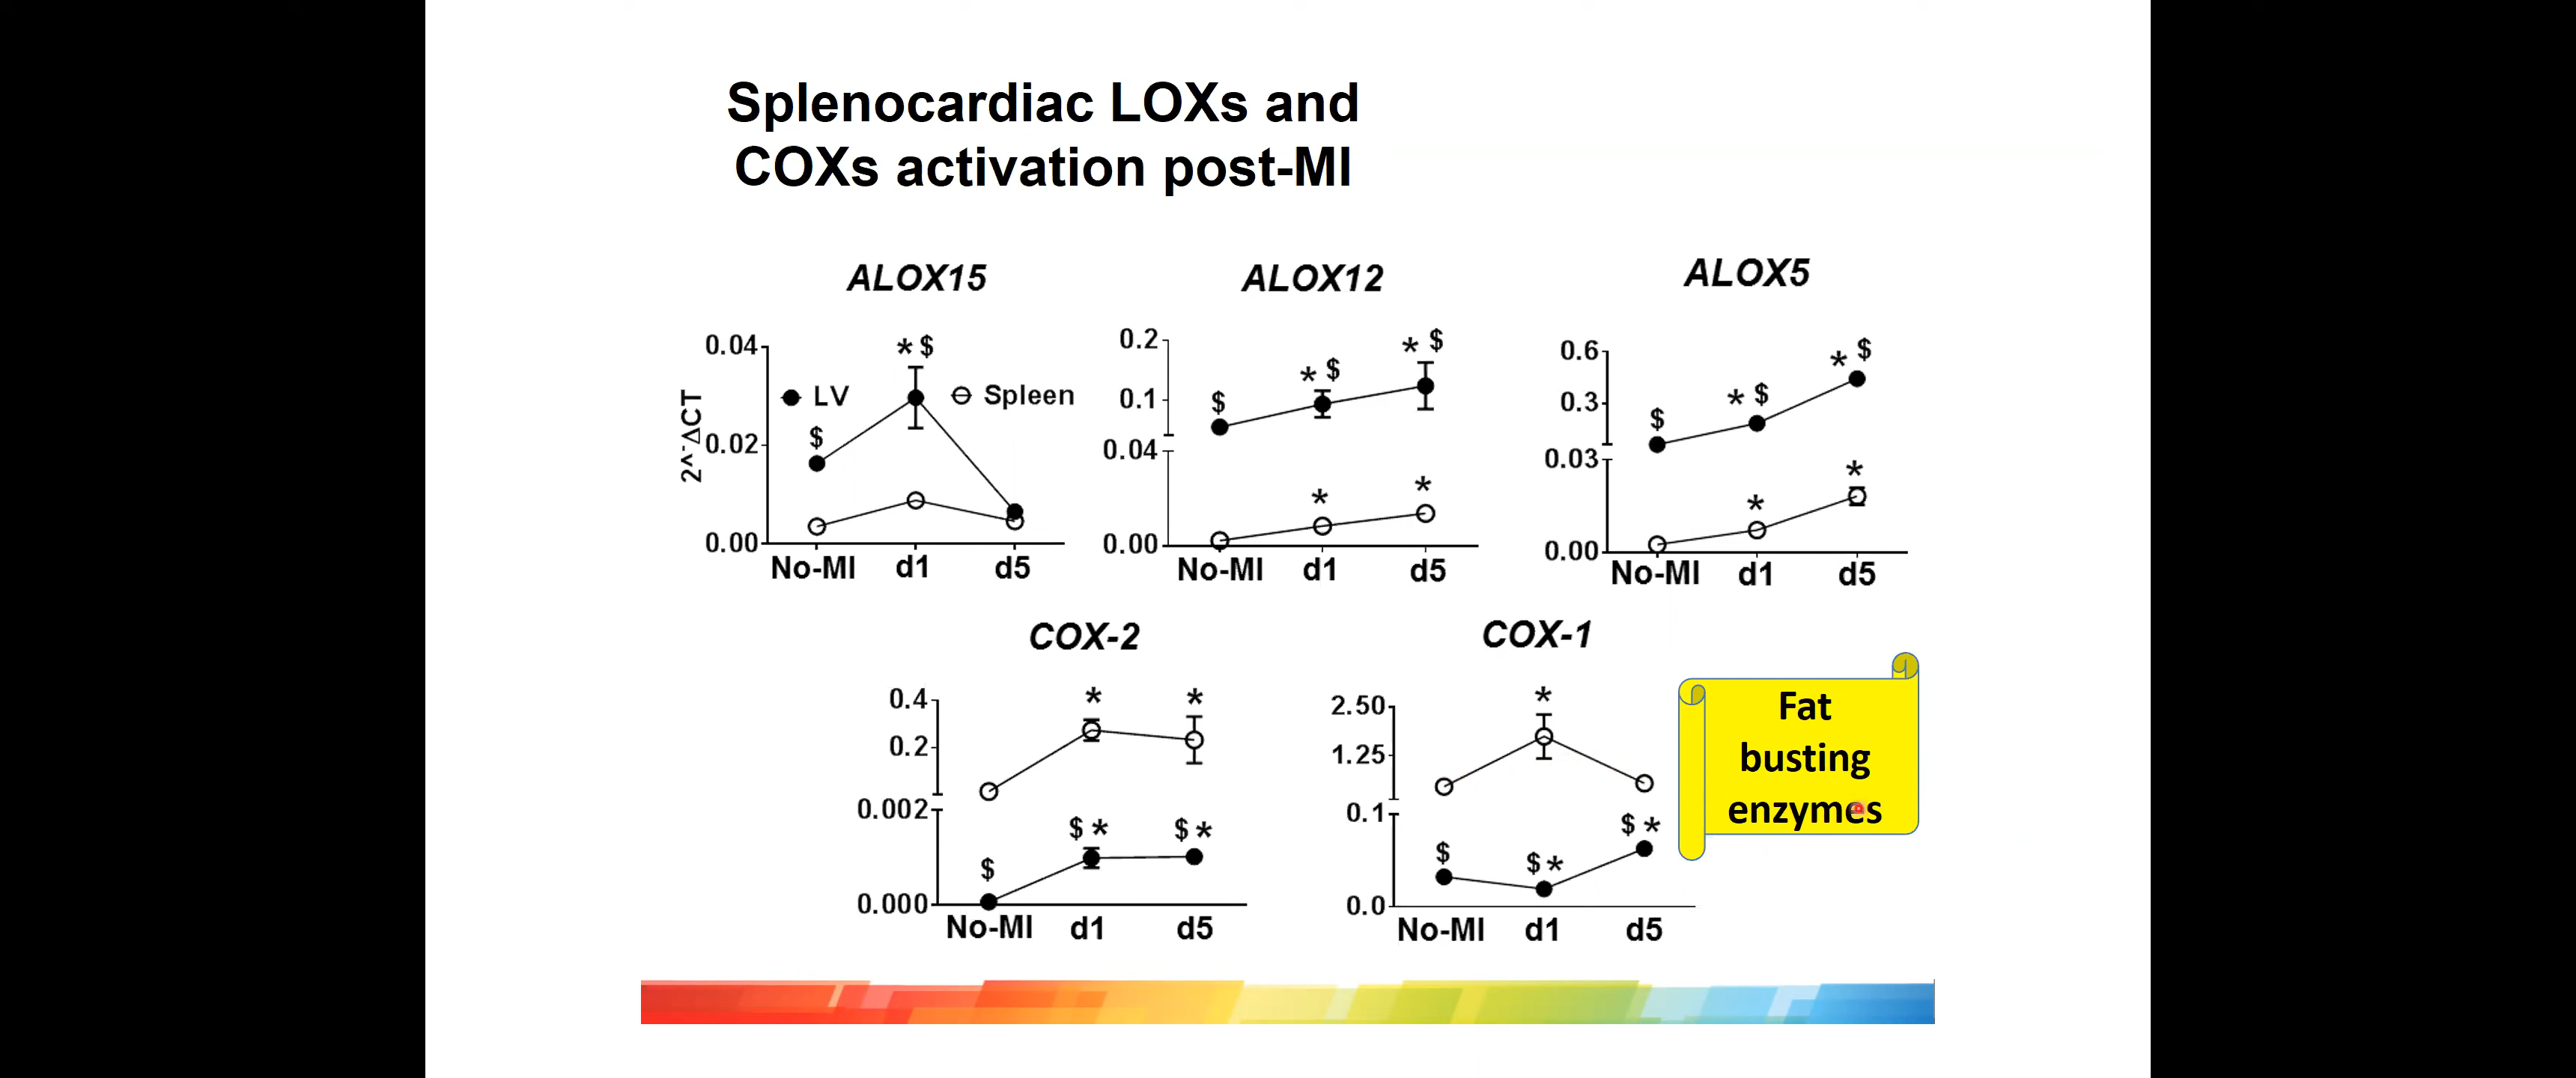 Splenocardiac LOXs and
COXs activation post-MI
ALOX15
2^-ΔCT
0.04
0.02
0.00
* $
LV
Spleen
$
No-MI d1 d5
ALOX12
0.2
0.1
0.04
0.00
$
* $
* $
*
*
No-MI d1 d5
ALOX5
0.6
0.3
0.03
0.00
$
* $
* $
*
*
No-MI d1 d5
COX-2
0.4
0.2
0.002
0.000
*
*
$
$ *
$ *
No-MI d1 d5
COX-1
2.50
1.25
0.1
0.0
*
$
$ *
$ *
No-MI d1 d5
Fat
busting
enzymes